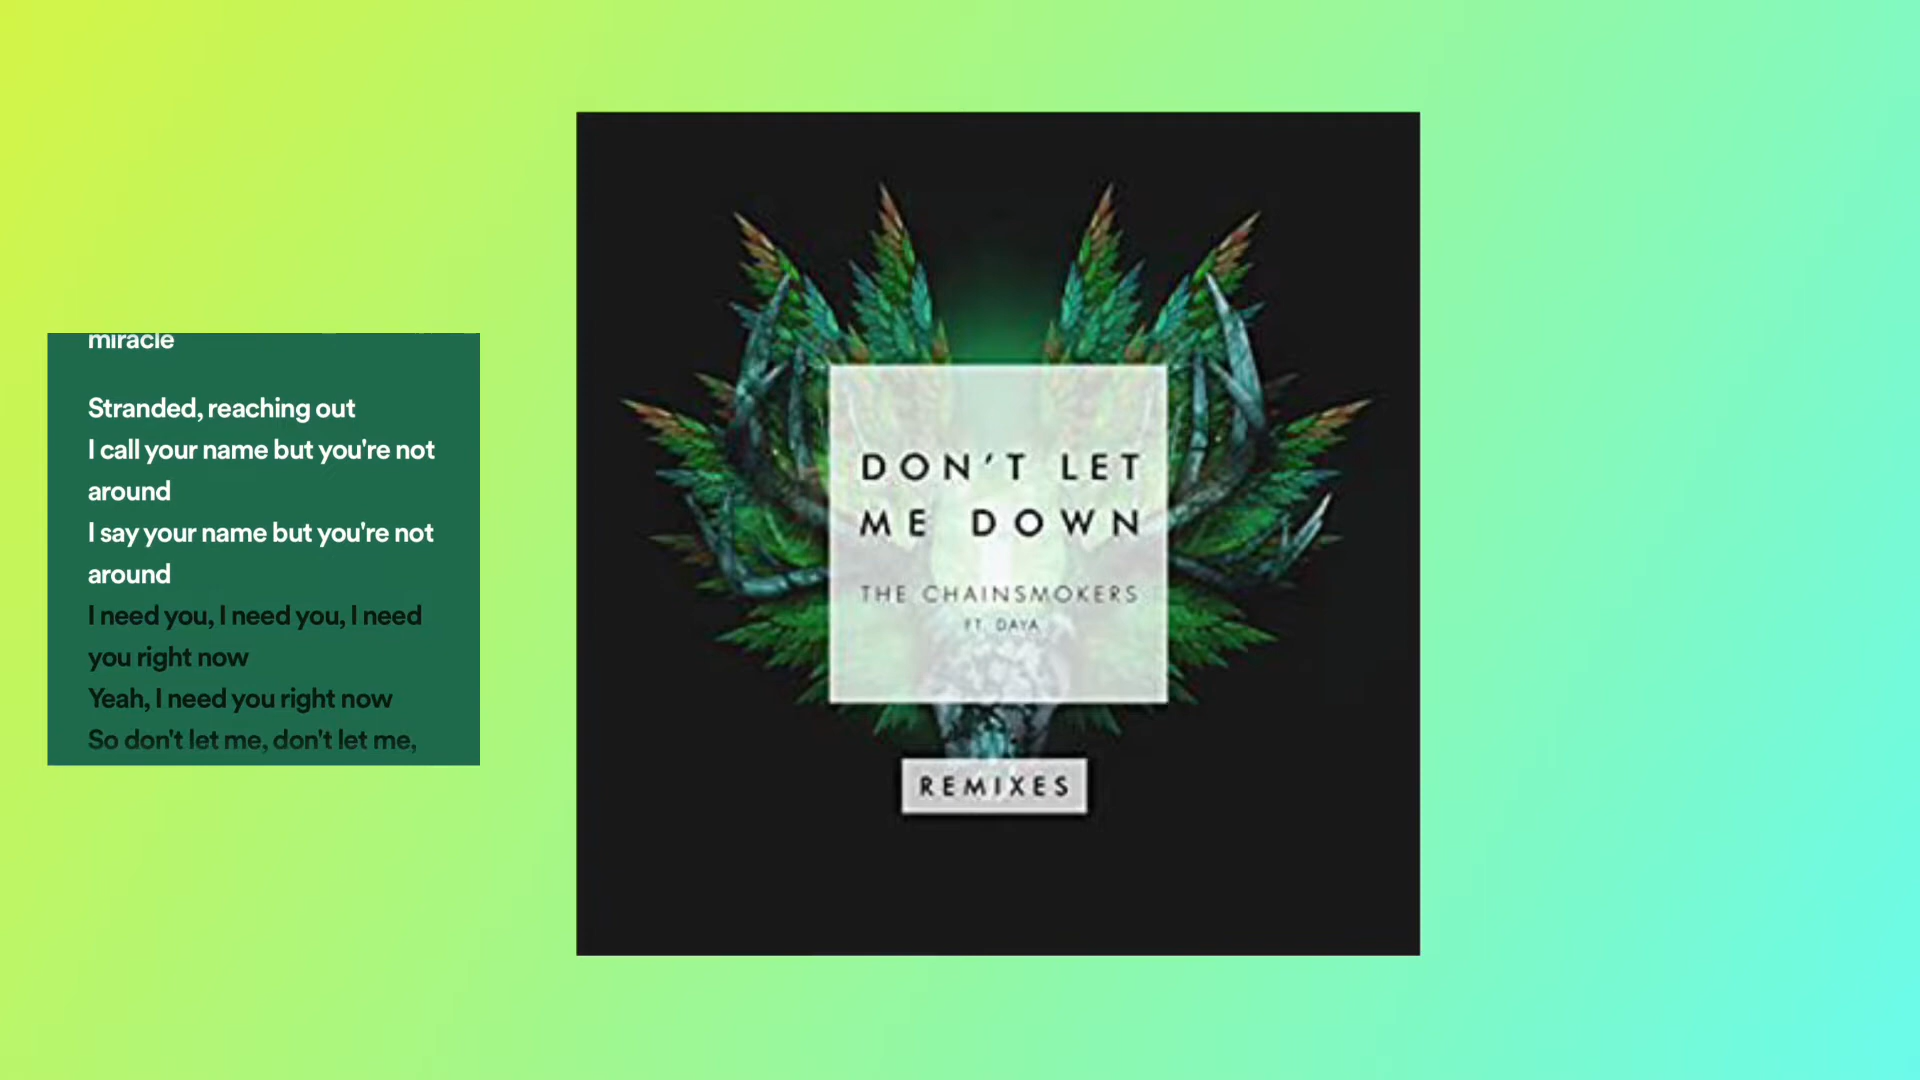 miracle
Stranded, reaching out
I call your name but you're not
around
I say your name but you're not
around
I need you, I need you, I need
you right now
Yeah, I need you right now
So don't let me, don't let me,
DON'T LET
ME DOWN
THE CHAINSMOKERS
FT. DAYA
REMIXES